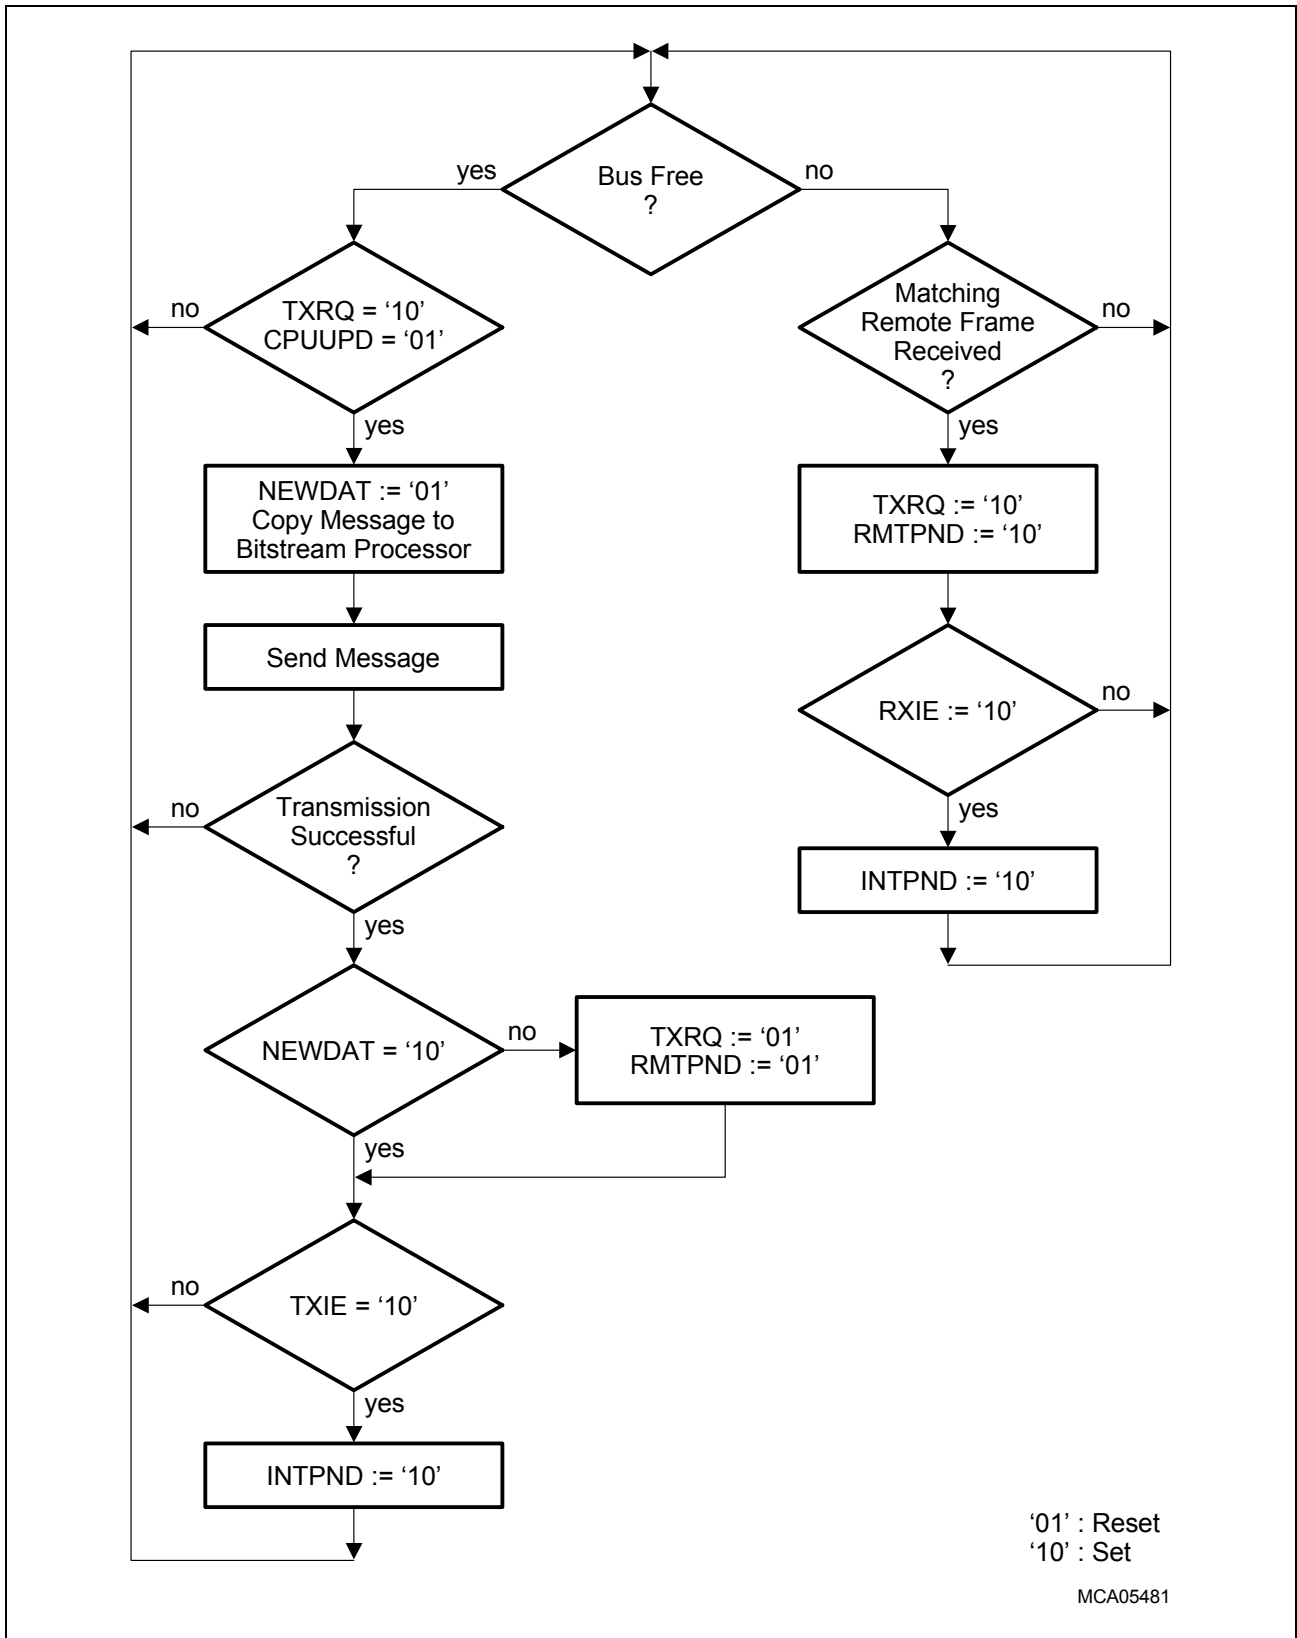 Bus Free
?
yes
no
TXRQ = ‘10’
CPUUPD = ‘01’
no
yes
NEWDAT := ‘01’
Copy Message to
Bitstream Processor
Send Message
Transmission
Successful
?
no
yes
NEWDAT = ‘10’
no
yes
TXRQ := ‘01’
RMTPND := ‘01’
TXIE = ‘10’
no
yes
INTPND := ‘10’
Matching
Remote Frame
Received
?
no
yes
TXRQ := ‘10’
RMTPND := ‘10’
RXIE := ‘10’
no
yes
INTPND := ‘10’
‘01’ : Reset
‘10’ : Set
MCA05481